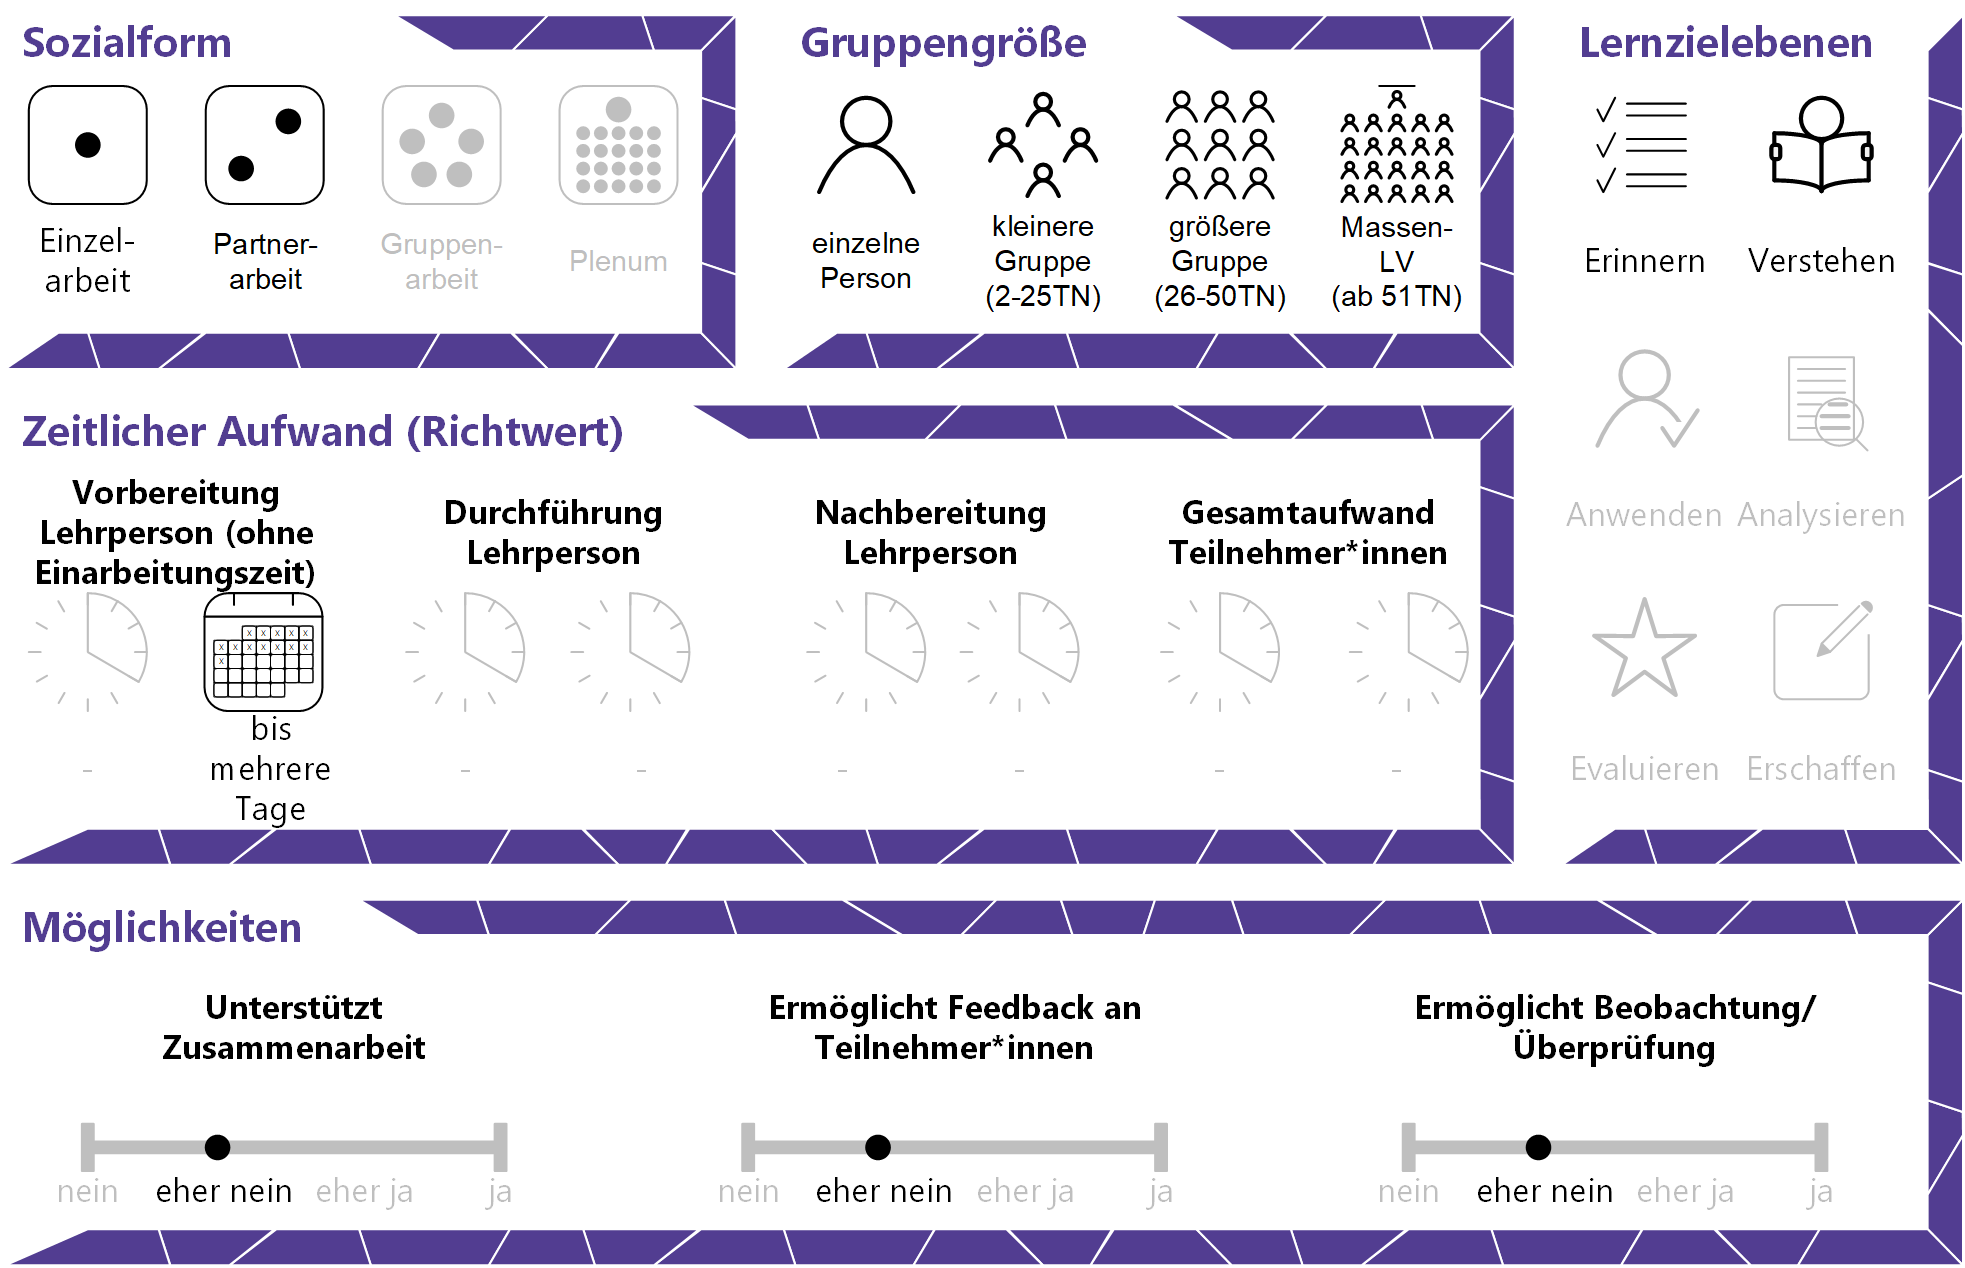 Sozialform
Einzel-
arbeit
Partner-
arbeit
Gruppen-
arbeit
Plenum
Gruppengröße
einzelne
Person
kleinere
Gruppe
(2-25TN)
größere
Gruppe
(26-50TN)
Massen-
LV
(ab 51TN)
Lernzielebenen
Erinnern
Verstehen
Anwenden
Analysieren
Evaluieren
Erschaffen
Zeitlicher Aufwand (Richtwert)
Vorbereitung
Lehrperson (ohne
Einarbeitungszeit)
-
x x x x x
x x x x x x x
x
bis
mehrere
Tage
Durchführung
Lehrperson
-
-
Nachbereitung
Lehrperson
-
-
Gesamtaufwand
Teilnehmer*innen
-
-
Möglichkeiten
Unterstützt
Zusammenarbeit
nein eher nein eher ja ja
Ermöglicht Feedback an
Teilnehmer*innen
nein eher nein eher ja ja
Ermöglicht Beobachtung/
Überprüfung
nein eher nein eher ja ja